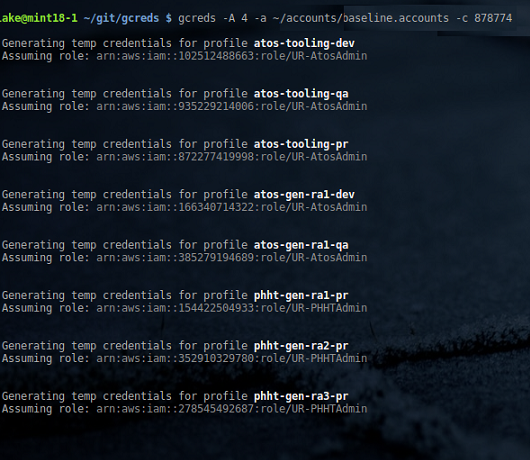 ake@mint18-1 ~/git/gcreds $ gcreds -A 4 -a ~/accounts/baseline.accounts -c 878774
Generating temp credentials for profile atos-tooling-dev
Assuming role: arn:aws:iam::102512488663:role/UR-AtosAdmin
Generating temp credentials for profile atos-tooling-qa
Assuming role: arn:aws:iam::935229214006:role/UR-AtosAdmin
Generating temp credentials for profile atos-tooling-pr
Assuming role: arn:aws:iam::872277419998:role/UR-AtosAdmin
Generating temp credentials for profile atos-gen-ra1-dev
Assuming role: arn:aws:iam::166340714322:role/UR-AtosAdmin
Generating temp credentials for profile atos-gen-ra1-qa
Assuming role: arn:aws:iam::385279194689:role/UR-AtosAdmin
Generating temp credentials for profile phht-gen-ra1-pr
Assuming role: arn:aws:iam::154422504933:role/UR-PHHTAdmin
Generating temp credentials for profile phht-gen-ra2-pr
Assuming role: arn:aws:iam::352910329780:role/UR-PHHTAdmin
Generating temp credentials for profile phht-gen-ra3-pr
Assuming role: arn:aws:iam::278545492687:role/UR-PHHTAdmin